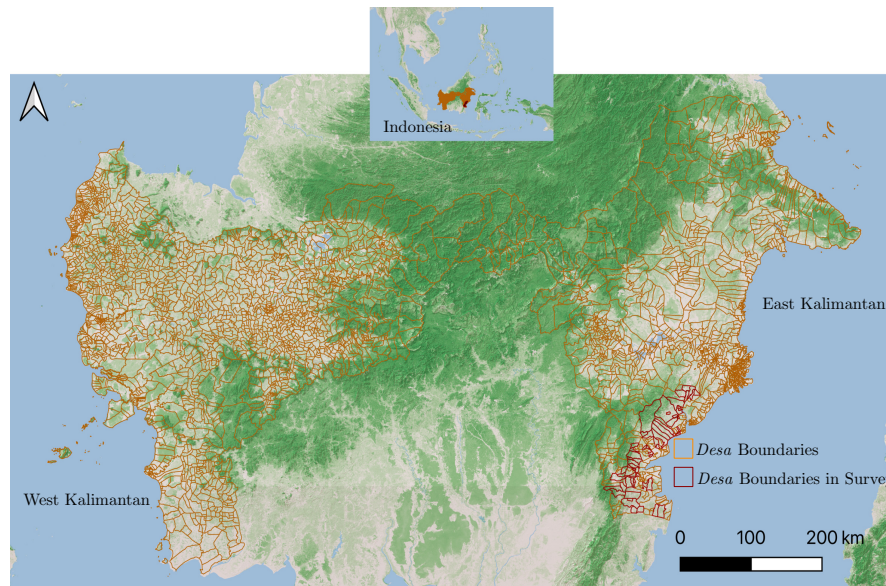 Indonesia
East Kalimantan
Desa Boundaries
Desa Boundaries in Surve
West Kalimantan
0 100 200 km